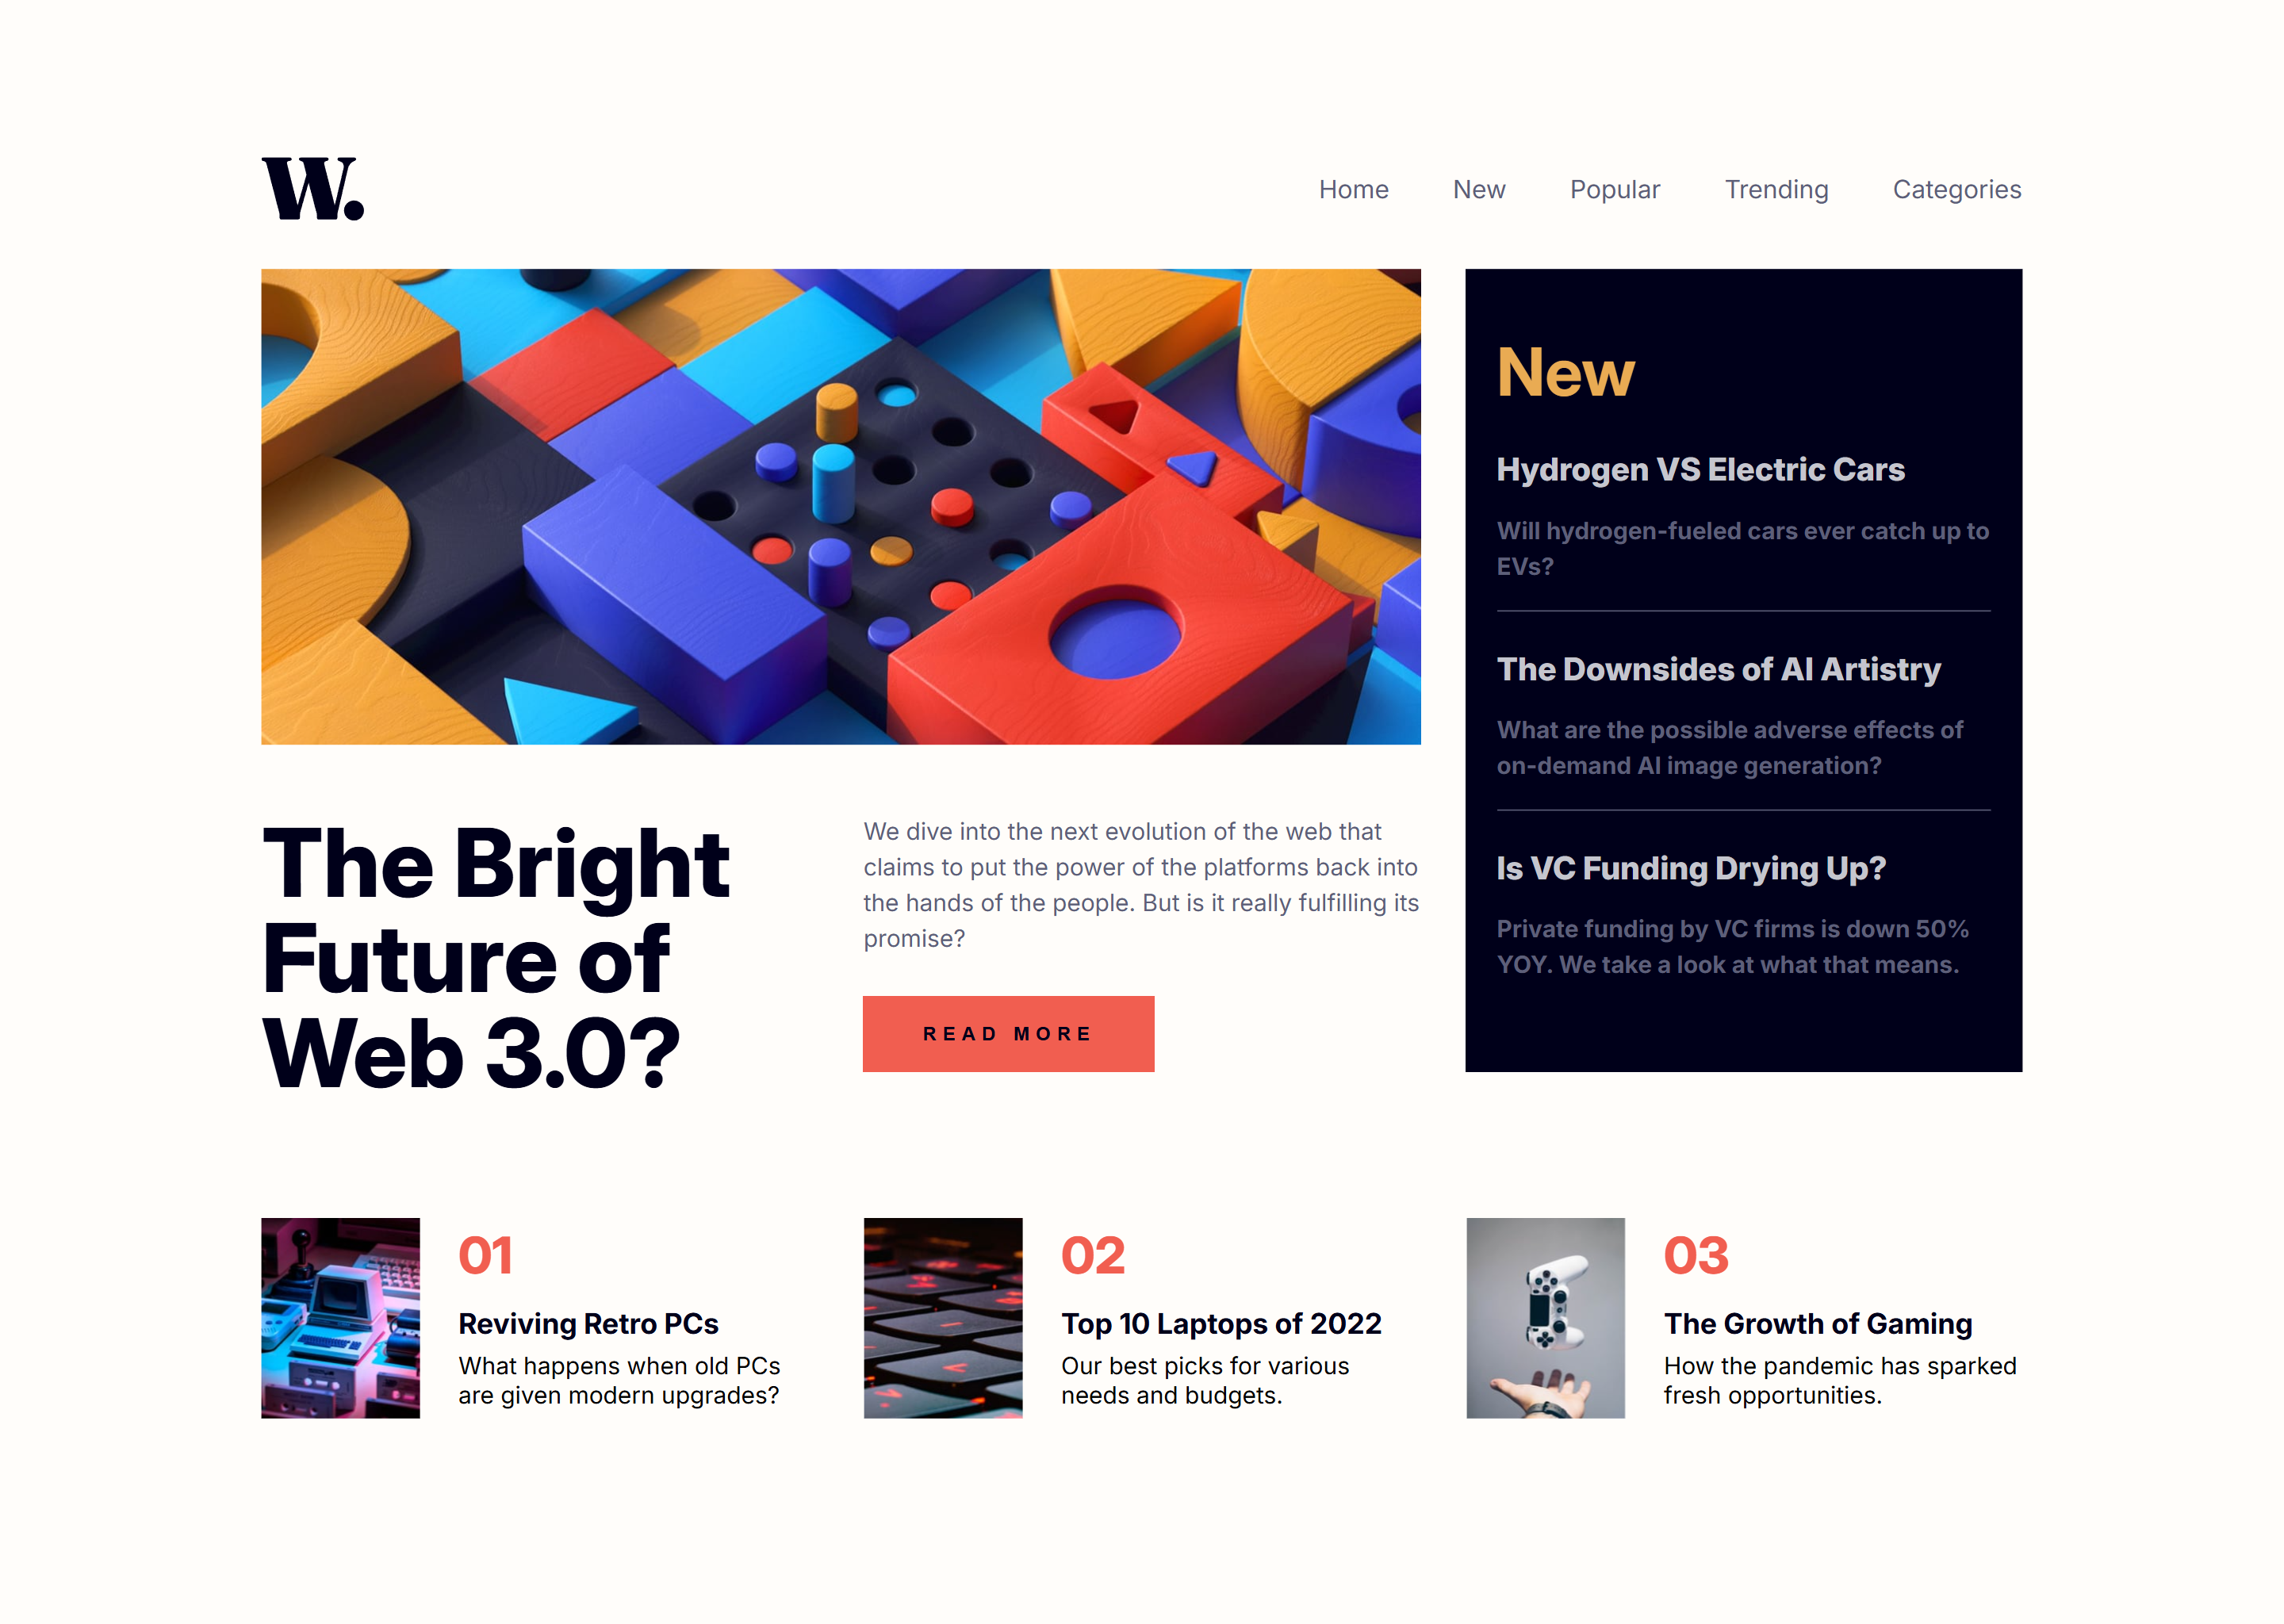 W.
Home New Popular Trending Categories
New
Hydrogen VS Electric Cars
Will hydrogen-fueled cars ever catch up to
EVs?
The Downsides of AI Artistry
What are the possible adverse effects of
on-demand AI image generation?
Is VC Funding Drying Up?
Private funding by VC firms is down 50%
YOY. We take a look at what that means.
The Bright
Future of
Web 3.0?
We dive into the next evolution of the web that
claims to put the power of the platforms back into
the hands of the people. But is it really fulfilling its
promise?
READ MORE
01
Reviving Retro PCs
What happens when old PCs
are given modern upgrades?
02
Top 10 Laptops of 2022
Our best picks for various
needs and budgets.
03
The Growth of Gaming
How the pandemic has sparked
fresh opportunities.